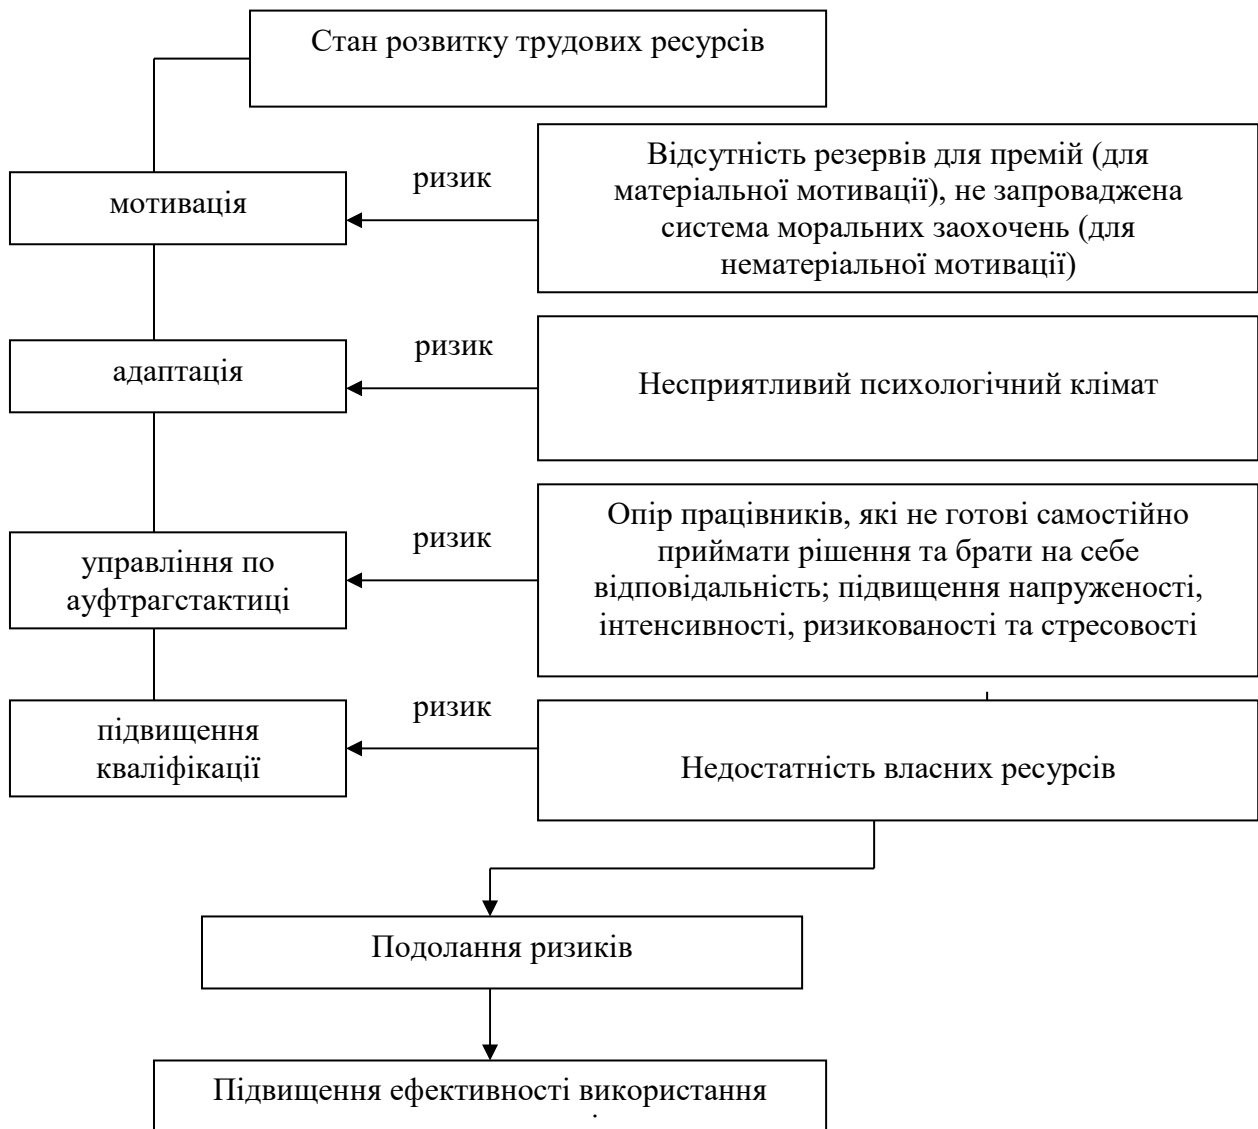 Стан розвитку трудових ресурсів
мотивація
ризик
Відсутність резервів для премій (для
матеріальної мотивації), не запроваджена
система моральних заохочень (для
нематеріальної мотивації)
адаптація
ризик
Несприятливий психологічний клімат
управління по
ауфтрагстактиці
ризик
Опір працівників, які не готові самостійно
приймати рішення та брати на себе
відповідальність; підвищення напруженості,
інтенсивності, ризикованості та стресовості
підвищення
кваліфікації
ризик
Недостатність власних ресурсів
Подолання ризиків
Підвищення ефективності використання